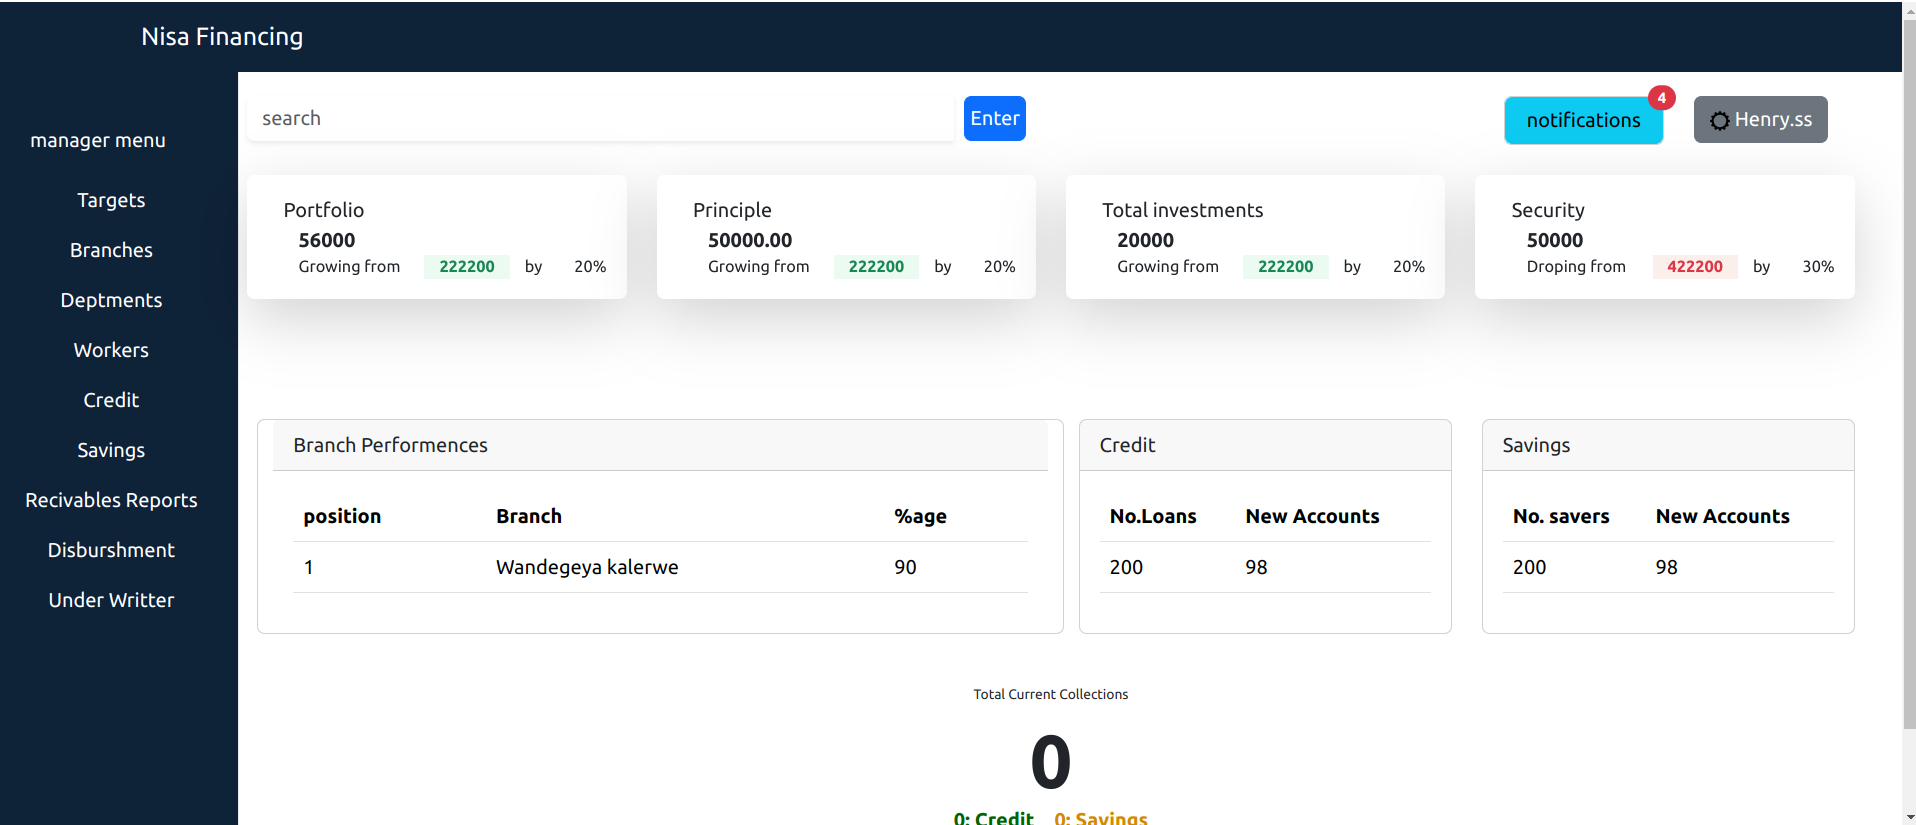 Nisa Financing
manager menu
Targets
Branches
Deptments
Workers
Credit
Savings
Recivables Reports
Disburshment
Under Writter
search
Enter
notifications
4
Henry.ss
Portfolio
56000
Growing from 222200 by 20%
Principle
50000.00
Growing from 222200 by 20%
Total investments
20000
Growing from 222200 by 20%
Security
50000
Droping from 422200 by 30%
Branch Performences
position Branch %age
1 Wandegeya kalerwe 90
Credit
No.Loans New Accounts
200 98
Savings
No. savers New Accounts
200 98
Total Current Collections
0
0: Credit 0: Savings